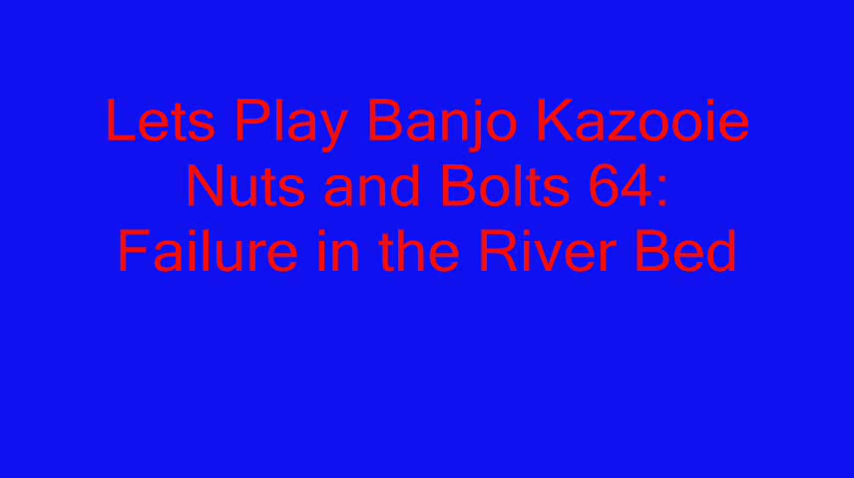 Lets Play Banjo Kazooie
Nuts and Bolts 64:
Failure in the River Bed